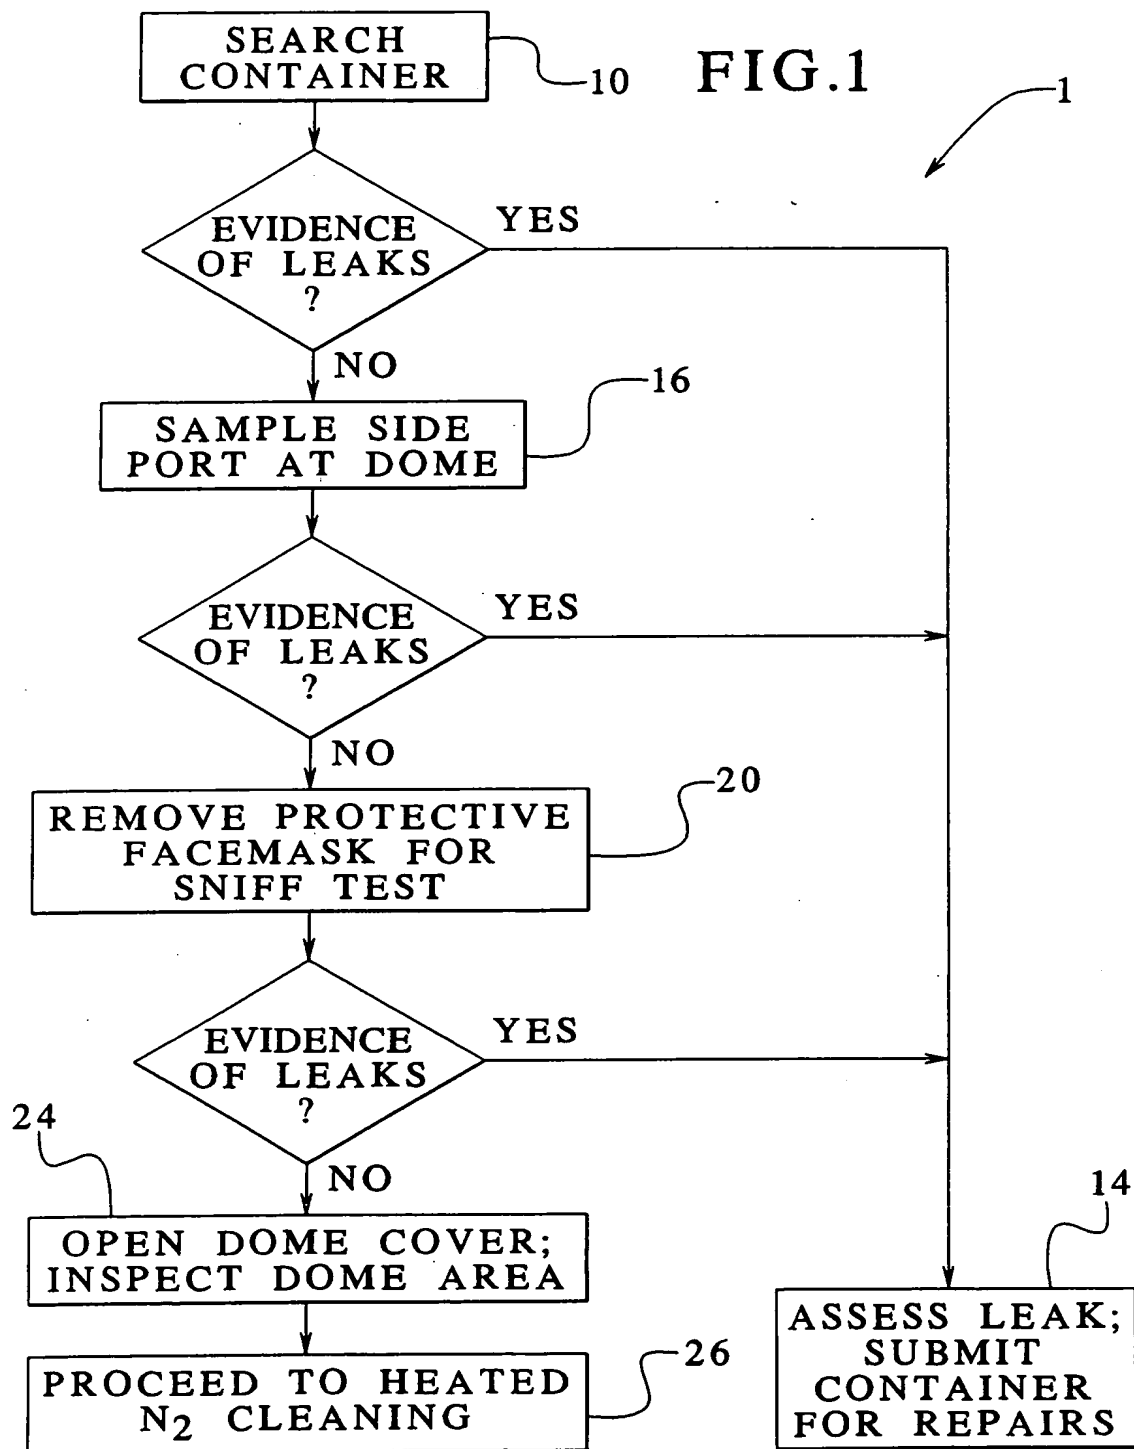 SEARCH
CONTAINER
10
FIG.1
1
EVIDENCE
OF LEAKS
?
YES
NO
16
SAMPLE SIDE
PORT AT DOME
EVIDENCE
OF LEAKS
?
YES
NO
20
REMOVE PROTECTIVE
FACEMASK FOR
SNIFF TEST
EVIDENCE
OF LEAKS
?
YES
24
NO
14
OPEN DOME COVER;
INSPECT DOME AREA
ASSESS LEAK;
SUBMIT
CONTAINER
FOR REPAIRS
26
PROCEED TO HEATED
N2 CLEANING